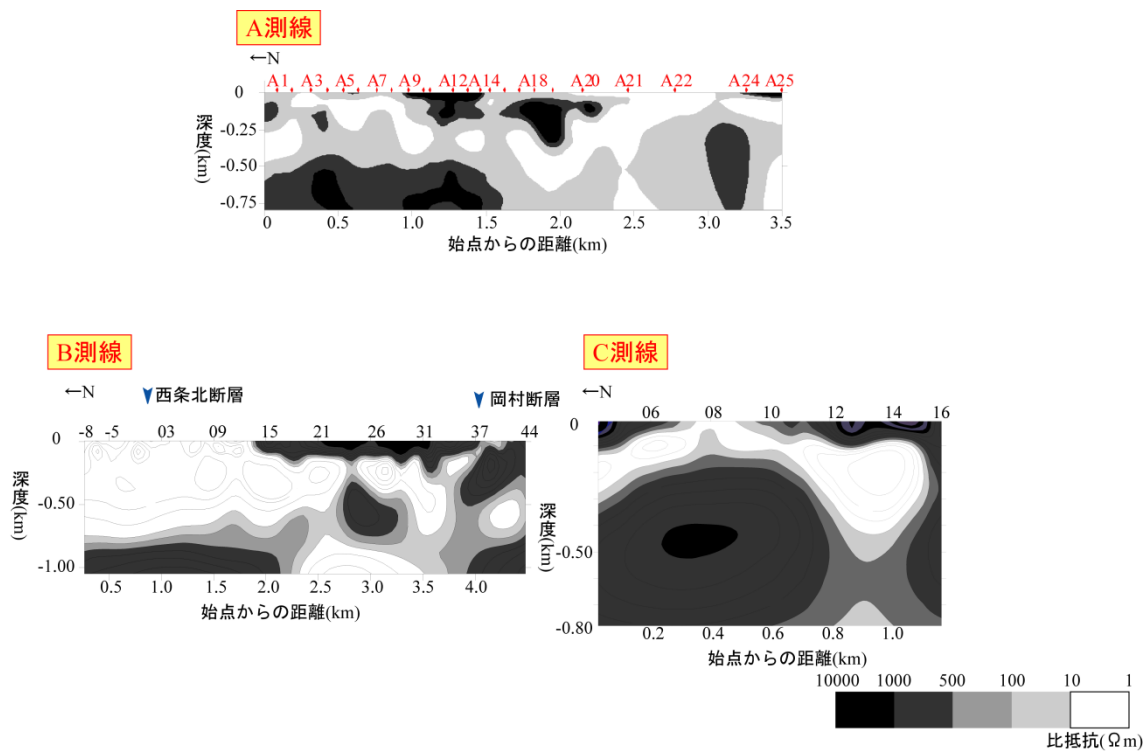 A測線
←N
A1 A3 A5 A7 A9 A12 A14 A18 A20 A21 A22 A24 A25
0
-0.25
-0.50
-0.75
深度(km)
0 0.5 1.0 1.5 2.0 2.5 3.0 3.5
始点からの距離(km)
B測線
←N
西条北断層
岡村断層
-8 -5 03 09 15 21 26 31 37 44
0
-0.50
-1.00
深度(km)
0.5 1.0 1.5 2.0 2.5 3.0 3.5 4.0
始点からの距離(km)
C測線
←N
06 08 10 12 14 16
0
-0.50
-0.80
深度(km)
0.2 0.4 0.6 0.8 1.0
始点からの距離(km)
10000 1000 500 100 10 1
比抵抗(Ωm)